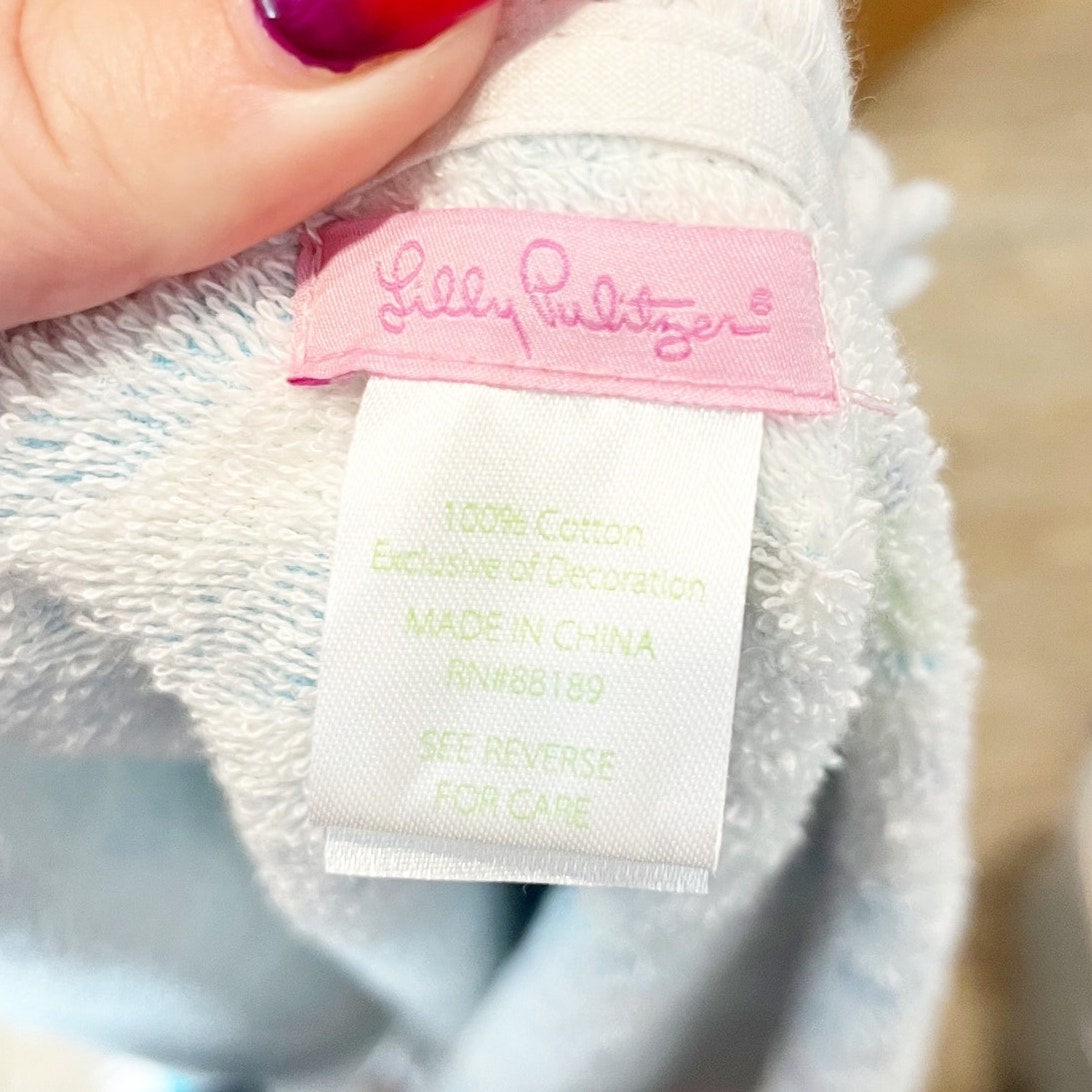 Lilly Pulitzer®
100% Cotton
Exclusive of Decoration
MADE IN CHINA
RN#88189
SEE REVERSE
FOR CARE